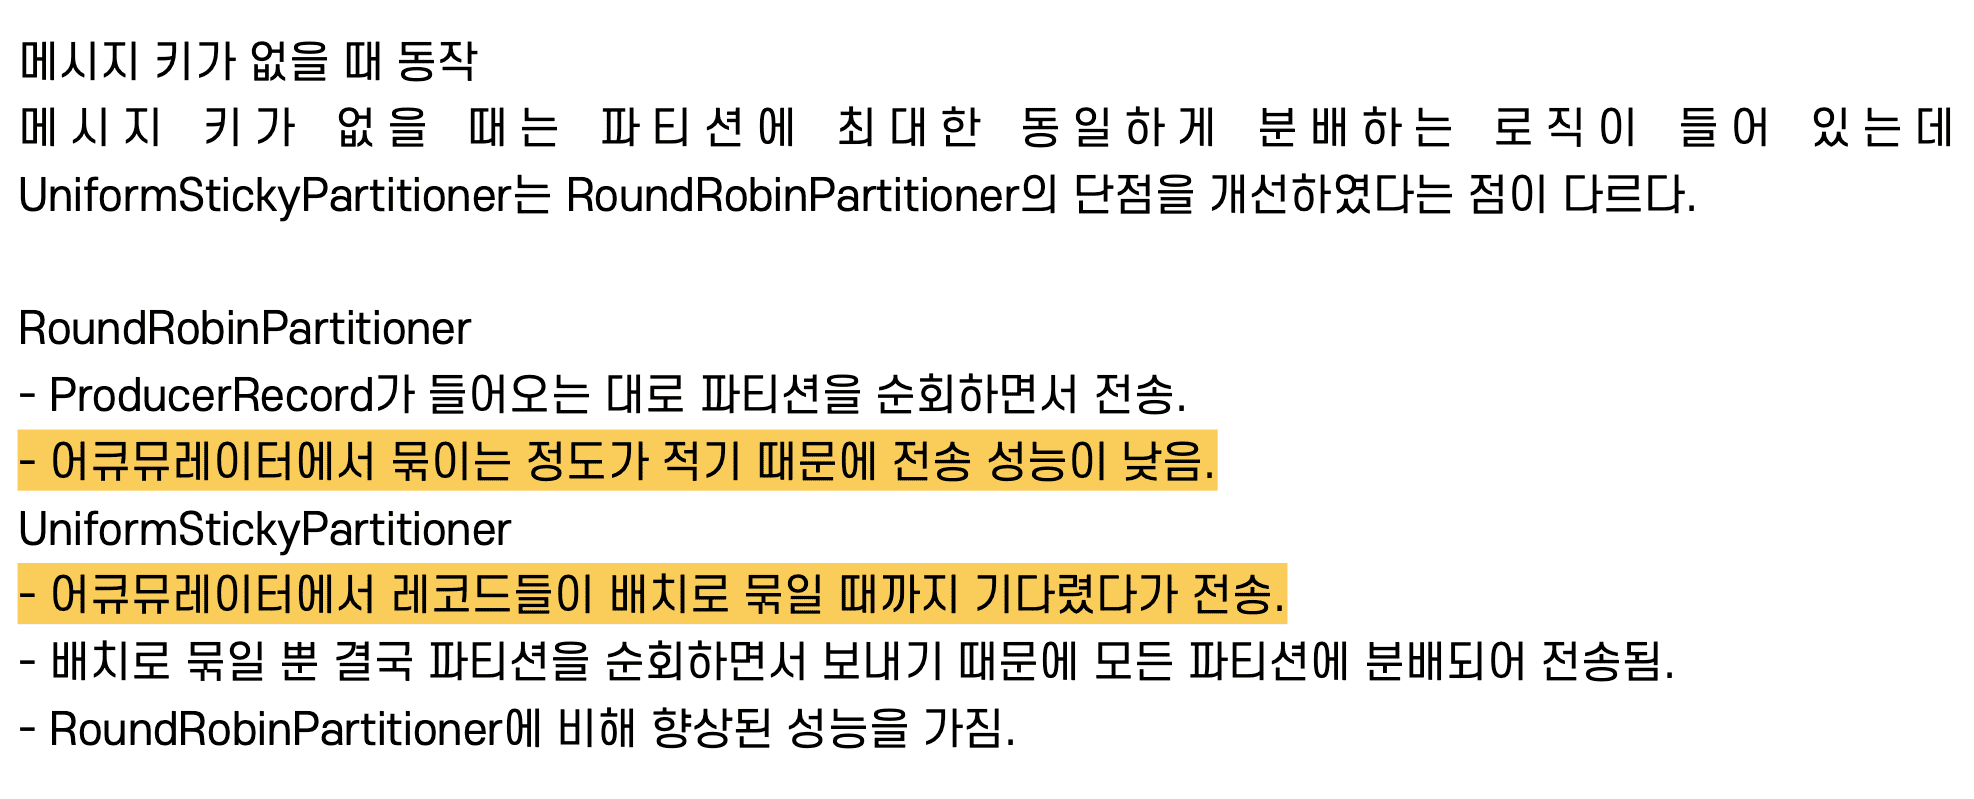 메시지 키가 없을 때 동작
메시지 키가 없을 때는 파티션에 최대한 동일하게 분배하는 로직이 들어 있는데
UniformStickyPartitioner는 RoundRobinPartitioner의 단점을 개선하였다는 점이 다르다.
RoundRobinPartitioner
- ProducerRecord가 들어오는 대로 파티션을 순회하면서 전송.
- 어큐뮤레이터에서 묶이는 정도가 적기 때문에 전송 성능이 낮음.
UniformStickyPartitioner
- 어큐뮤레이터에서 레코드들이 배치로 묶일 때까지 기다렸다가 전송.
- 배치로 묶일 뿐 결국 파티션을 순회하면서 보내기 때문에 모든 파티션에 분배되어 전송됨.
- RoundRobinPartitioner에 비해 향상된 성능을 가짐.